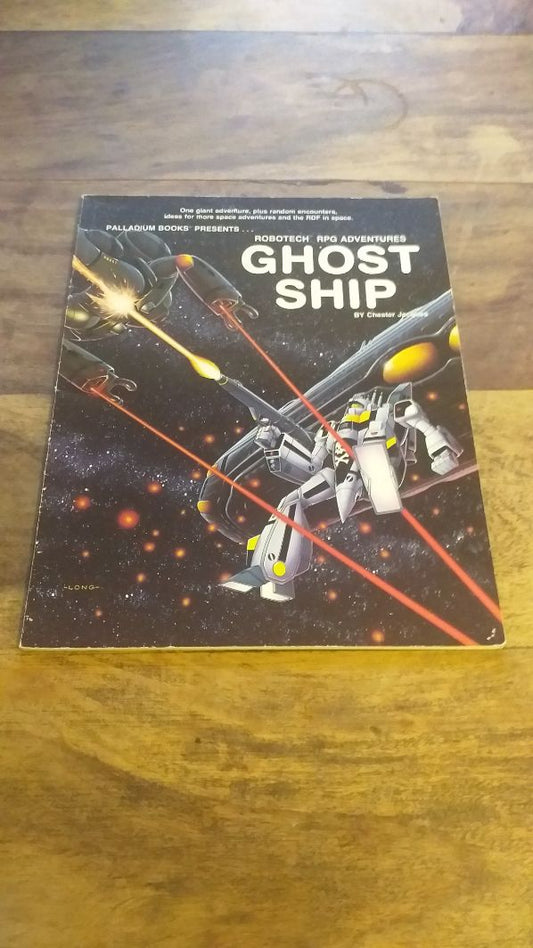 One giant adventure, plus random encounters,
ideas for more space adventures and the RDF in space.
PALLADIUM BOOKS® PRESENTS . . .
ROBOTECH™ RPG ADVENTURES
GHOST
SHIP
BY Chester
-LONG-